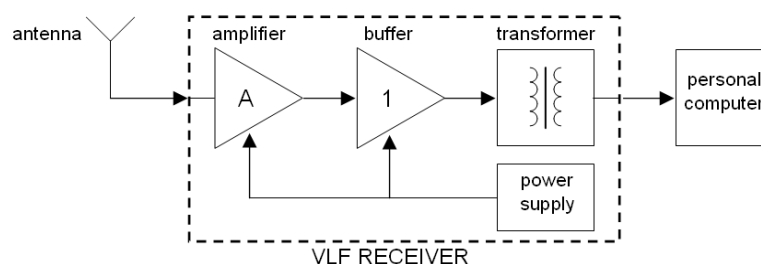 antenna
amplifier
buffer
transformer
A
1
personal
computer
power
supply
VLF RECEIVER